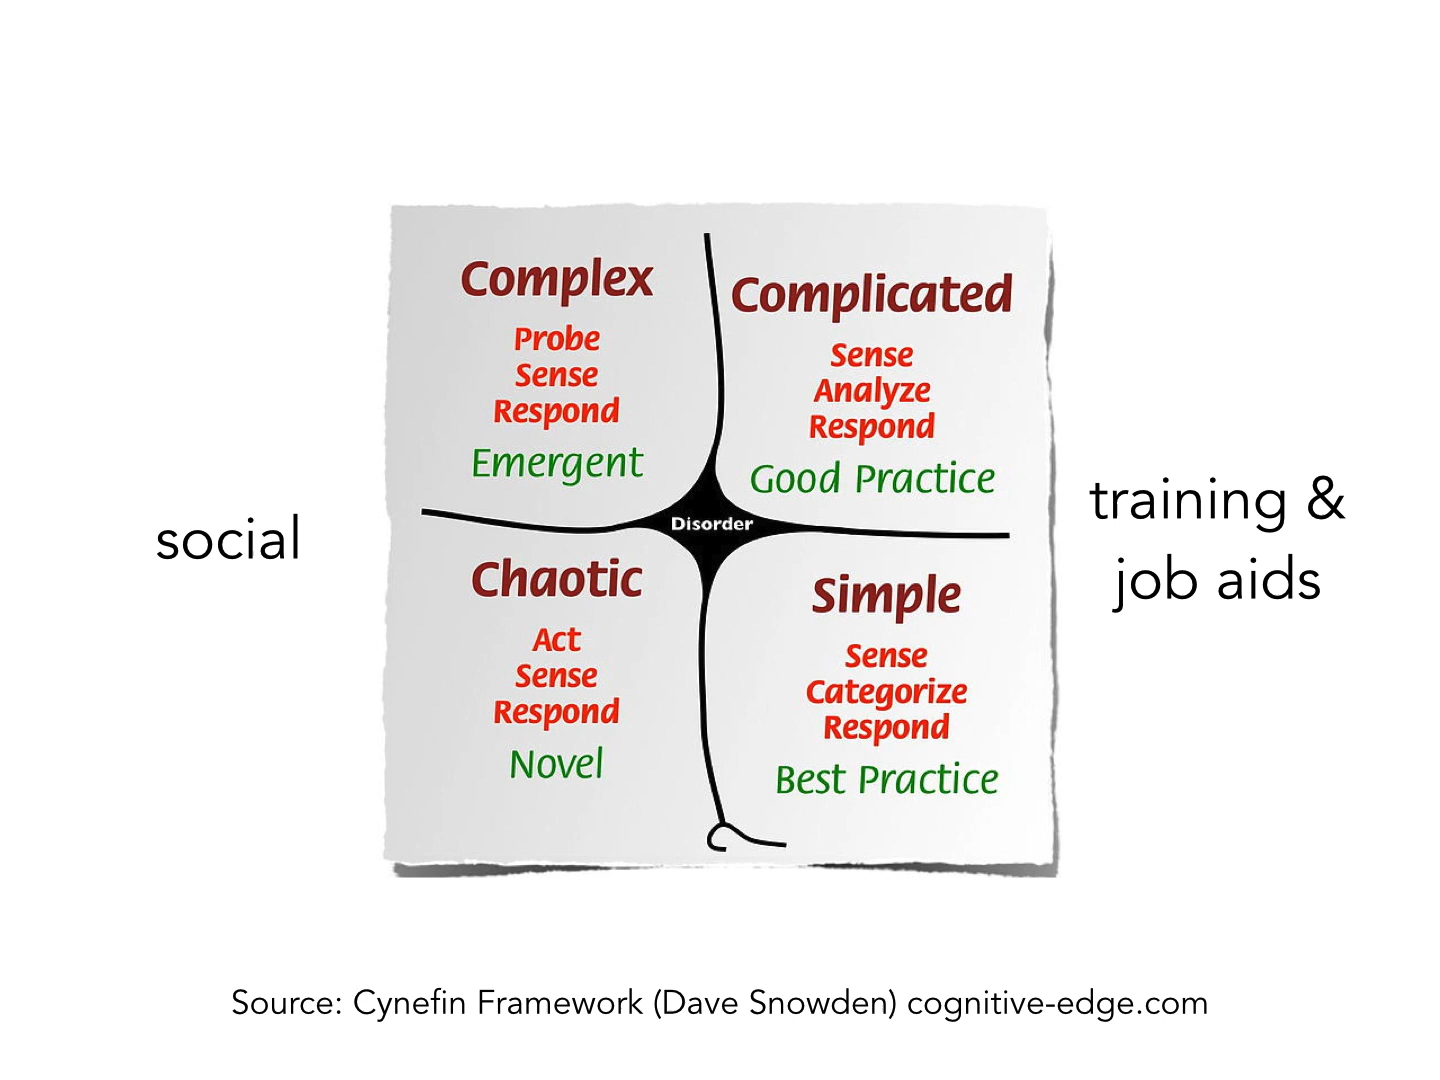 Complex
Probe
Sense
Respond
Emergent
Complicated
Sense
Analyze
Respond
Good Practice
social
Disorder
training &
job aids
Chaotic
Act
Sense
Respond
Novel
Simple
Sense
Categorize
Respond
Best Practice
Source: Cynefin Framework (Dave Snowden) cognitive-edge.com